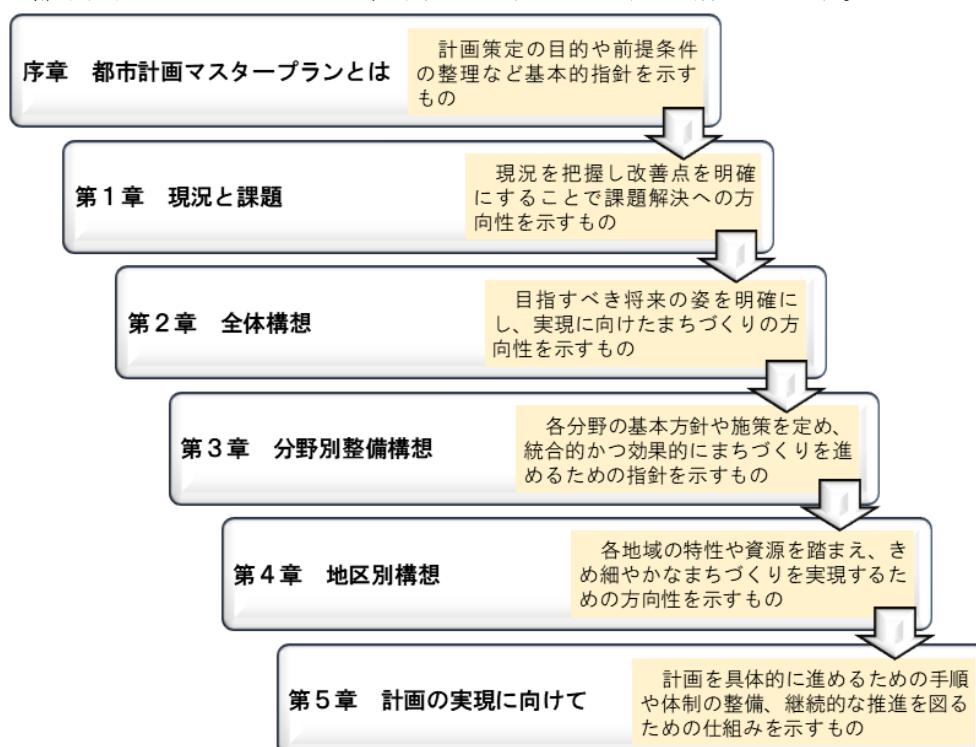 序章　都市計画マスタープランとは
計画策定の目的や前提条件
の整理など基本的指針を示す
もの
第１章　現況と課題
現況を把握し改善点を明確
にすることで課題解決への方
向性を示すもの
第２章　全体構想
目指すべき将来の姿を明確に
し、実現に向けたまちづくりの方
向性を示すもの
第３章　分野別整備構想
各分野の基本方針や施策を定め、
統合的かつ効果的にまちづくりを進
めるための指針を示すもの
第４章　地区別構想
各地域の特性や資源を踏まえ、き
め細やかなまちづくりを実現するた
めの方向性を示すもの
第５章　計画の実現に向けて
計画を具体的に進めるための手順
や体制の整備、継続的な推進を図る
ための仕組みを示すもの